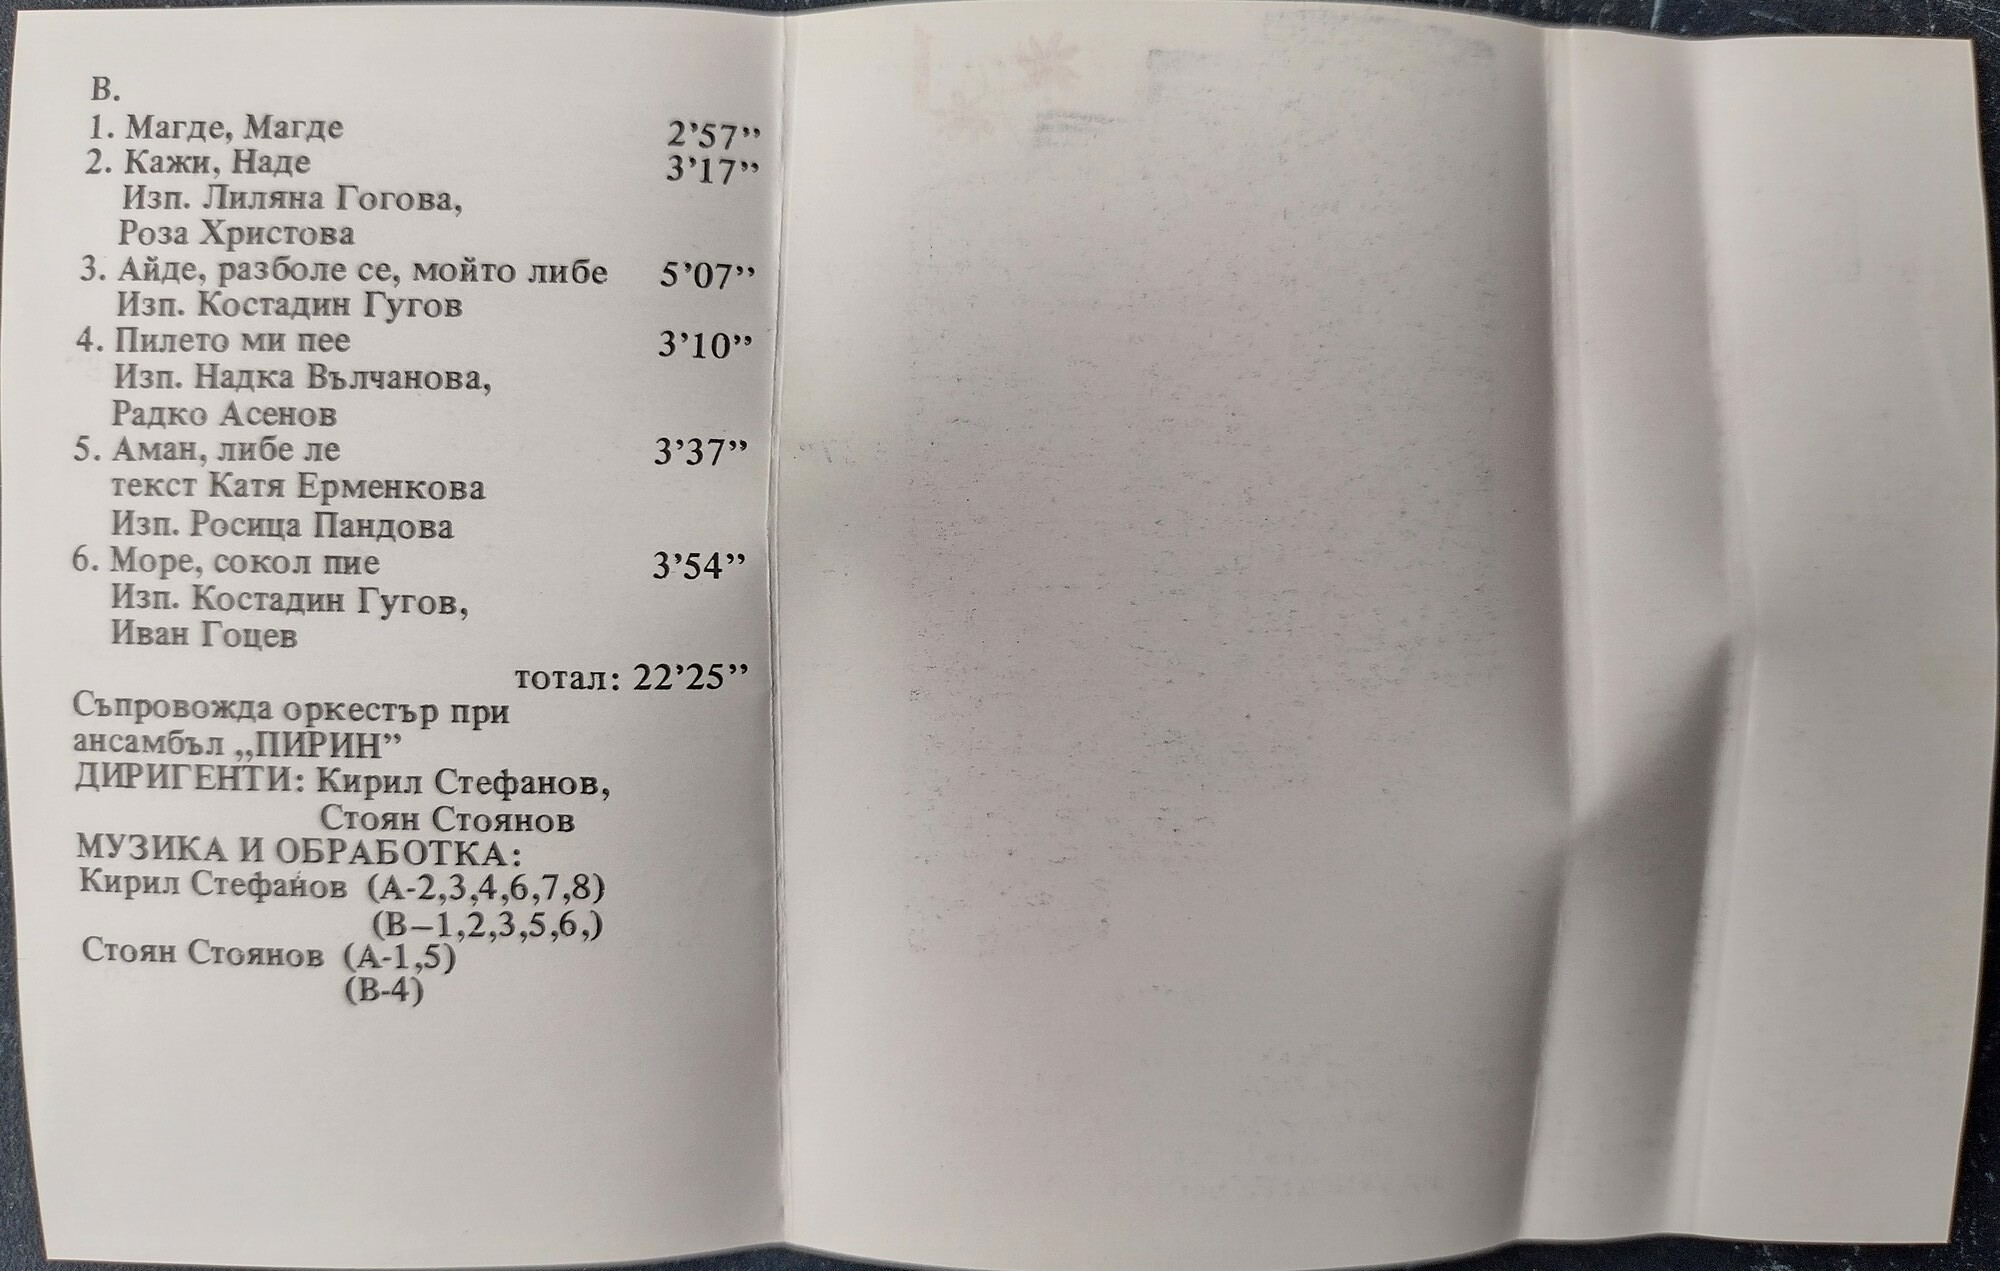 В.
1. Магде, Магде 2’57”
2. Кажи, Наде 3’17”
Изп. Лиляна Гогова,
Роза Христова
3. Айде, разболе се, мойто либе 5’07”
Изп. Костадин Гугов
4. Пилето ми пее 3’10”
Изп. Надка Вълчанова,
Радко Асенов
5. Аман, либе ле 3’37”
текст Катя Ерменкова
Изп. Росица Пандова
6. Море, сокол пие 3’54”
Изп. Костадин Гугов,
Иван Гоцев
тотал: 22’25”
Съпровожда оркестър при
ансамбъл „ПИРИН”
ДИРИГЕНТИ: Кирил Стефанов,
Стоян Стоянов
МУЗИКА И ОБРАБОТКА:
Кирил Стефанов (А-2,3,4,6,7,8)
(В–1,2,3,5,6,)
Стоян Стоянов (А-1,5)
(В-4)